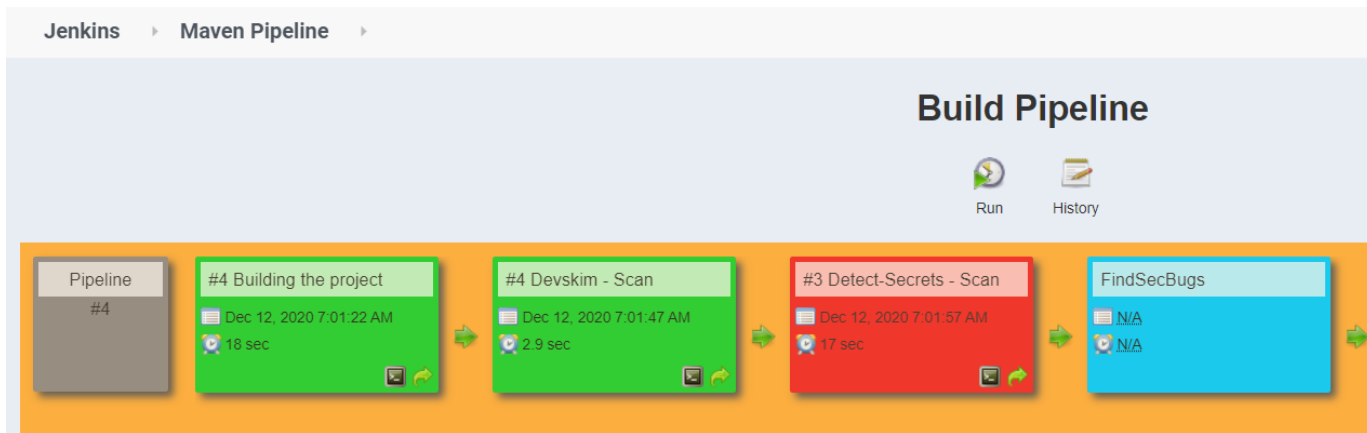 Jenkins Maven Pipeline
Build Pipeline
Run History
Pipeline
#4
#4 Building the project
Dec 12, 2020 7:01:22 AM
18 sec
#4 Devskim - Scan
Dec 12, 2020 7:01:47 AM
2.9 sec
#3 Detect-Secrets - Scan
Dec 12, 2020 7:01:57 AM
17 sec
FindSecBugs
N/A
N/A